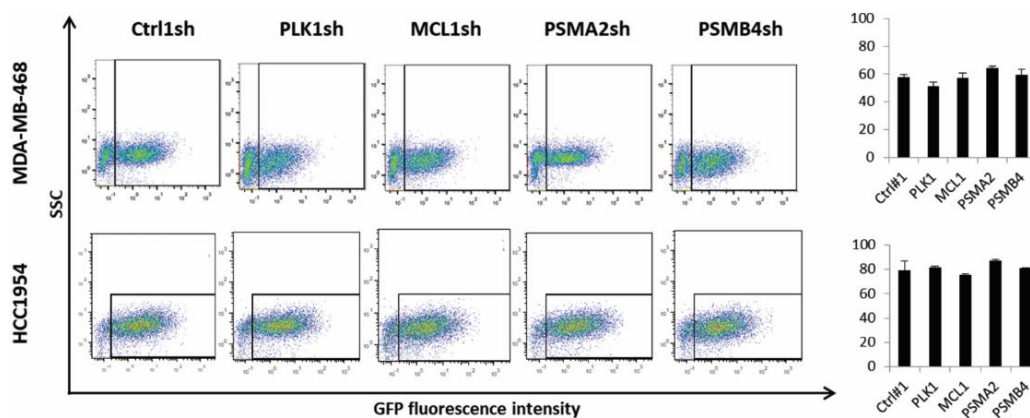 Ctrl1sh PLK1sh MCL1sh PSMA2sh PSMB4sh
MDA-MB-468
HCC1954
SSC
GFP fluorescence intensity
100
80
60
40
20
0
Ctrl#1 PLK1 MCL1 PSMA2 PSMB4
100
80
60
40
20
0
Ctrl#1 PLK1 MCL1 PSMA2 PSMB4